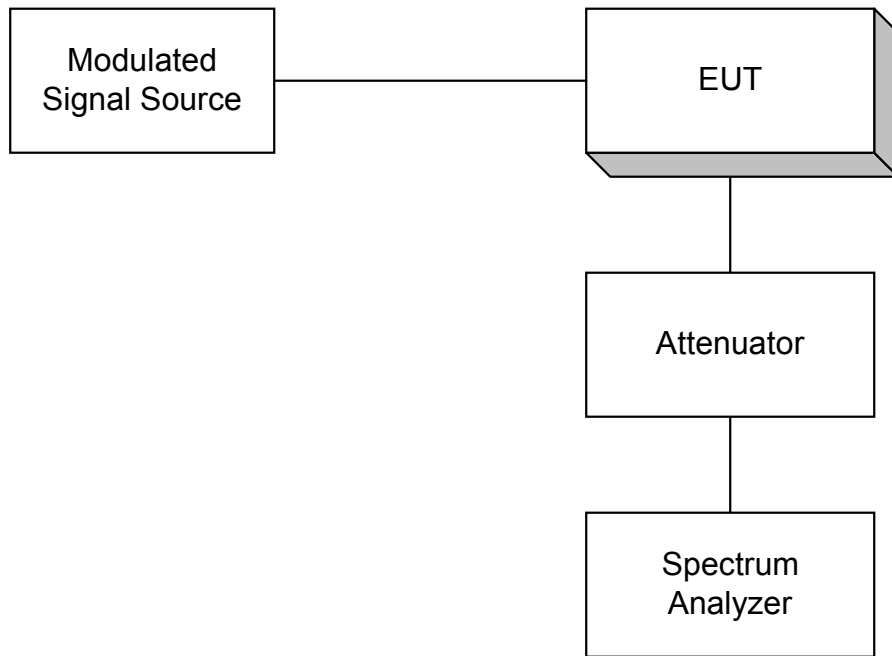 Modulated
Signal Source
EUT
Attenuator
Spectrum
Analyzer